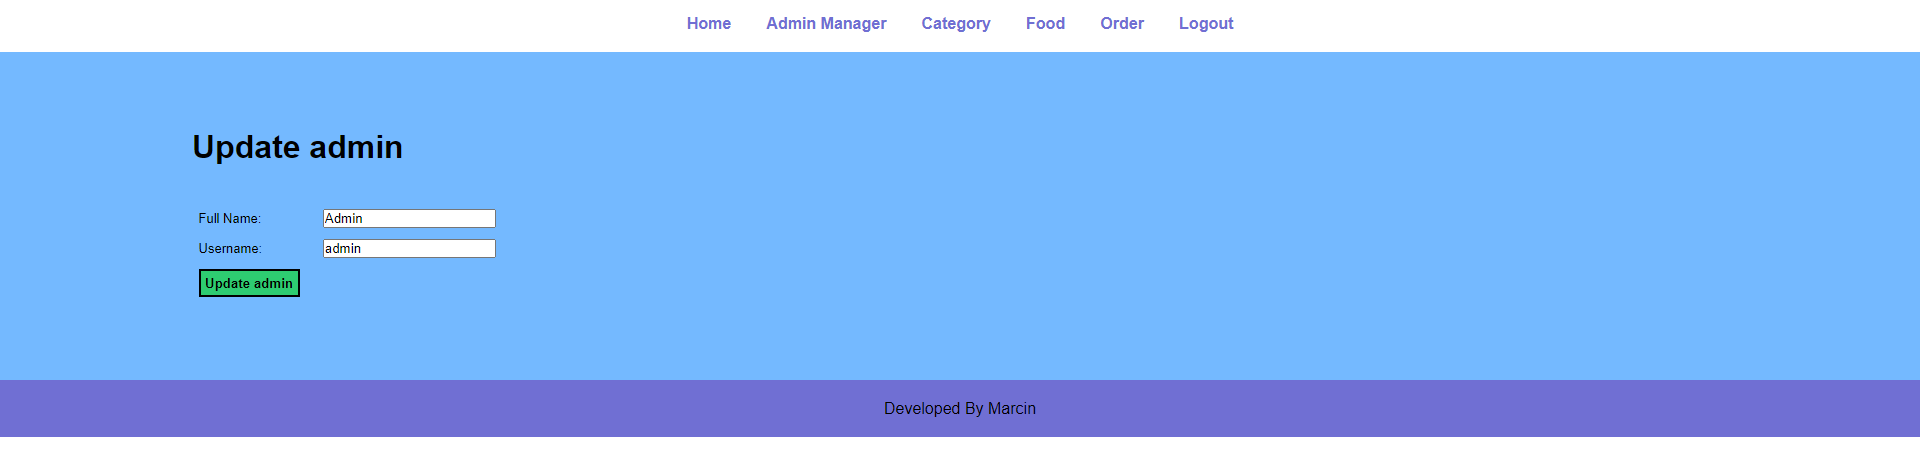 Home Admin Manager Category Food Order Logout
Update admin
Full Name: Admin
Username: admin
Update admin
Developed By Marcin